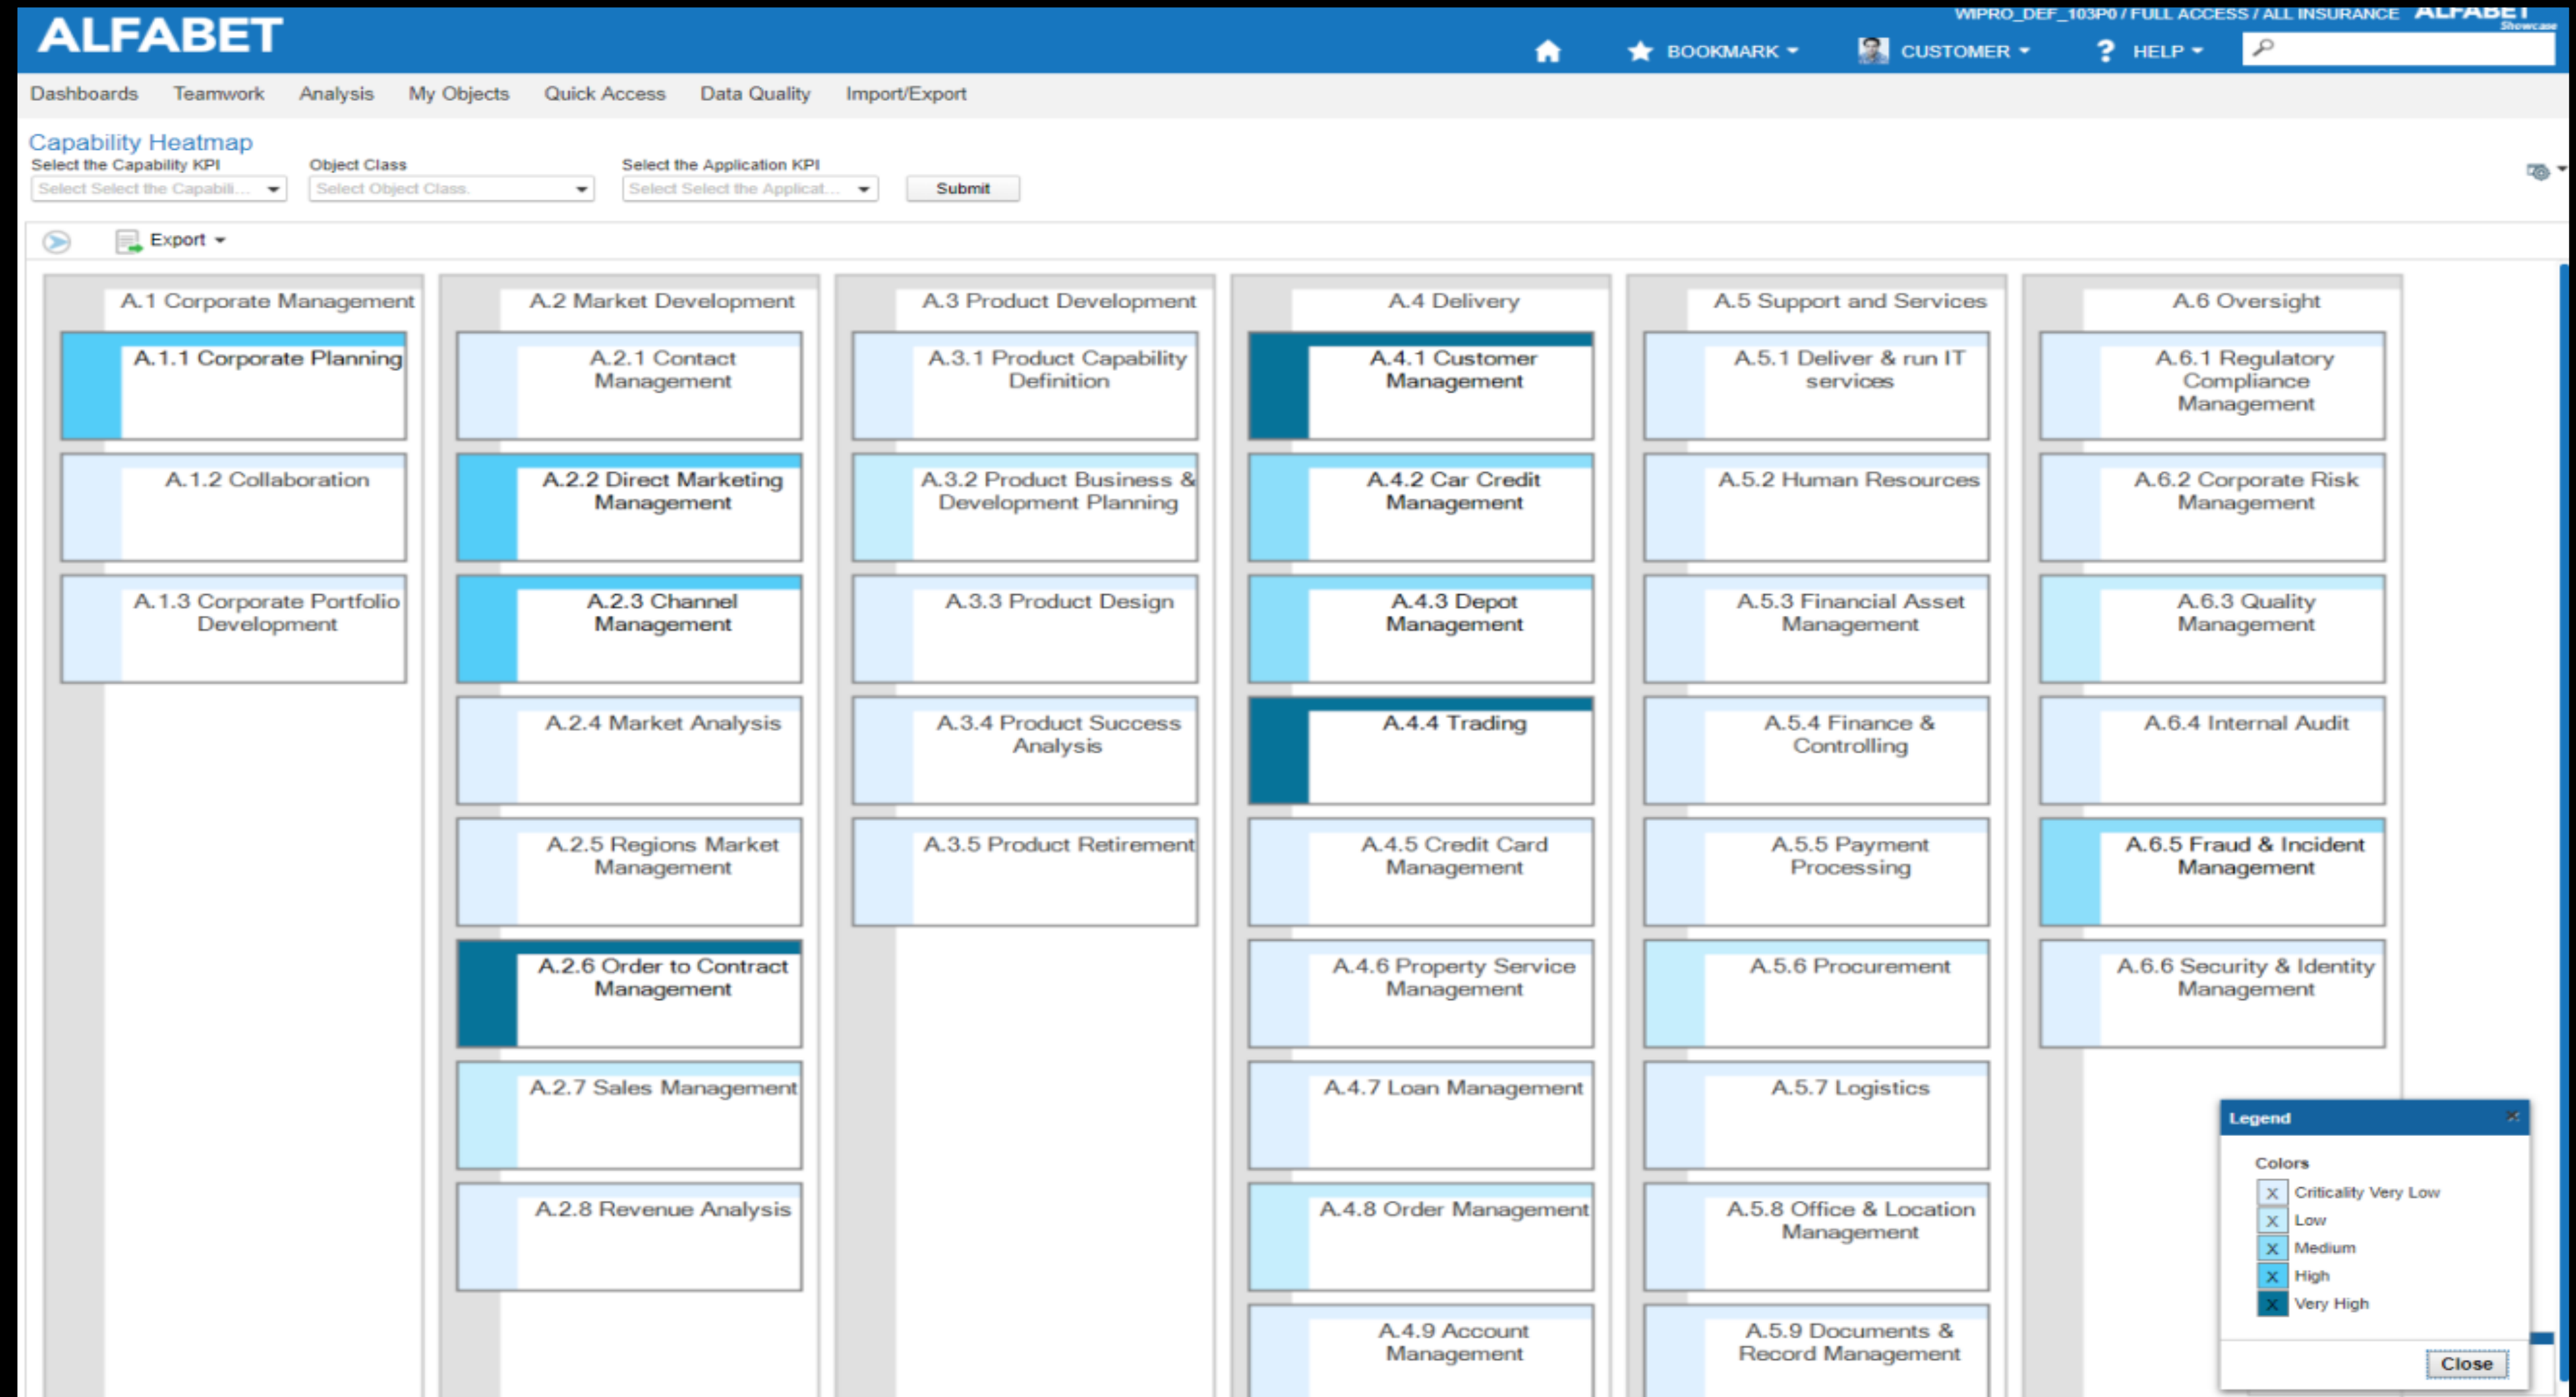 WIPRO_DEF_103P0 / FULL ACCESS / ALL INSURANCE ALFABET
Showcase
ALFABET
BOOKMARK
CUSTOMER
? HELP
Dashboards Teamwork Analysis My Objects Quick Access Data Quality Import/Export
Capability Heatmap
Select the Capability KPI Object Class Select the Application KPI
Select Select the Capabili... Select Object Class. Select Select the Applicat... Submit
Export
A.1 Corporate Management
A.1.1 Corporate Planning
A.1.2 Collaboration
A.1.3 Corporate Portfolio
Development
A.2 Market Development
A.2.1 Contact
Management
A.2.2 Direct Marketing
Management
A.2.3 Channel
Management
A.2.4 Market Analysis
A.2.5 Regions Market
Management
A.2.6 Order to Contract
Management
A.2.7 Sales Management
A.2.8 Revenue Analysis
A.3 Product Development
A.3.1 Product Capability
Definition
A.3.2 Product Business &
Development Planning
A.3.3 Product Design
A.3.4 Product Success
Analysis
A.3.5 Product Retirement
A.4 Delivery
A.4.1 Customer
Management
A.4.2 Car Credit
Management
A.4.3 Depot
Management
A.4.4 Trading
A.4.5 Credit Card
Management
A.4.6 Property Service
Management
A.4.7 Loan Management
A.4.8 Order Management
A.4.9 Account
Management
A.5 Support and Services
A.5.1 Deliver & run IT
services
A.5.2 Human Resources
A.5.3 Financial Asset
Management
A.5.4 Finance &
Controlling
A.5.5 Payment
Processing
A.5.6 Procurement
A.5.7 Logistics
A.5.8 Office & Location
Management
A.5.9 Documents &
Record Management
A.6 Oversight
A.6.1 Regulatory
Compliance
Management
A.6.2 Corporate Risk
Management
A.6.3 Quality
Management
A.6.4 Internal Audit
A.6.5 Fraud & Incident
Management
A.6.6 Security & Identity
Management
Legend
Colors
X Criticality Very Low
X Low
X Medium
X High
X Very High
Close